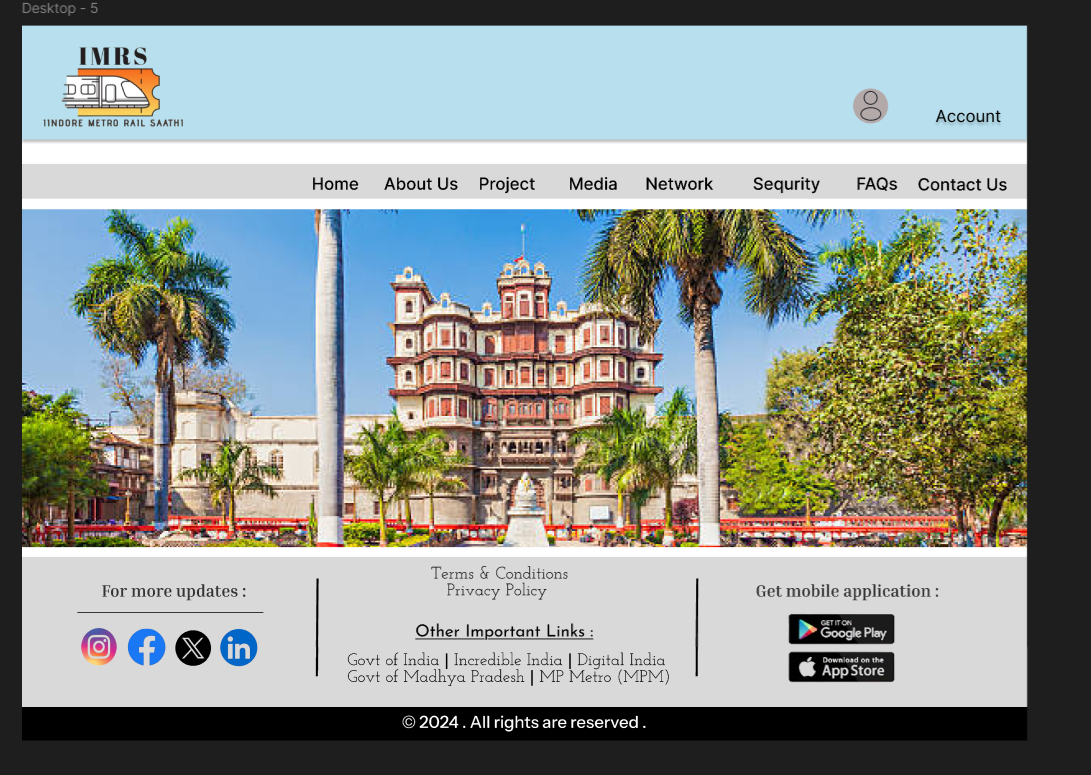 Desktop - 5
IMRS
IINDORE METRO RAIL SAATHI
Account
Home About Us Project Media Network Sequrity FAQs Contact Us
Terms & Conditions
Privacy Policy
For more updates :
Get mobile application :
Other Important Links :
GET IT ON
Google Play
Govt of India | Incredible India | Digital India
Govt of Madhya Pradesh | MP Metro (MPM)
Download on the
App Store
© 2024 . All rights are reserved .